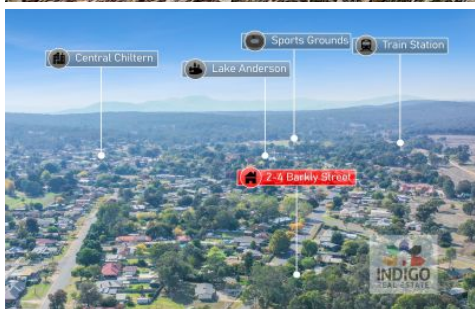 Sports Grounds
Train Station
Central Chiltern
Lake Anderson
2-4 Barkly Street
INDIGO
REAL ESTATE